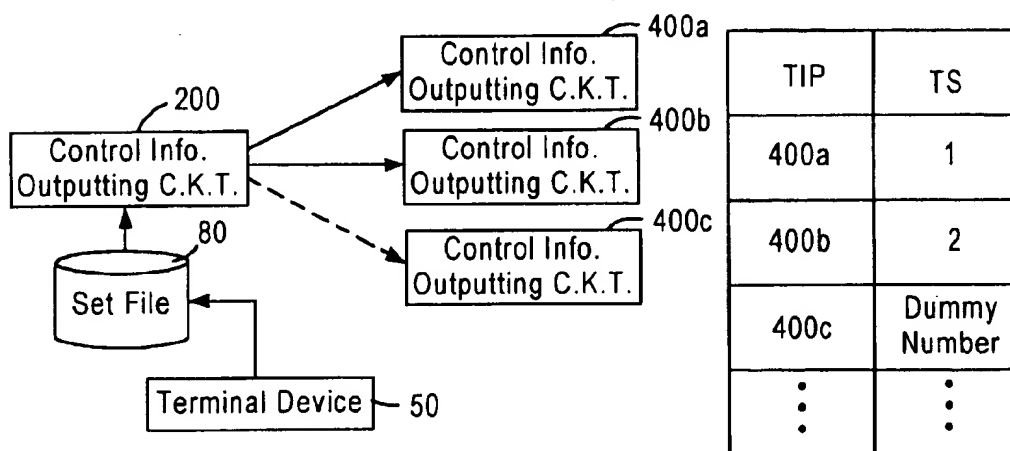 400a
Control Info.
Outputting C.K.T.
200
Control Info.
Outputting C.K.T.
400b
Control Info.
Outputting C.K.T.
400c
Control Info.
Outputting C.K.T.
80
Set File
Terminal Device
50
TIP TS
400a 1
400b 2
400c Dummy
Number